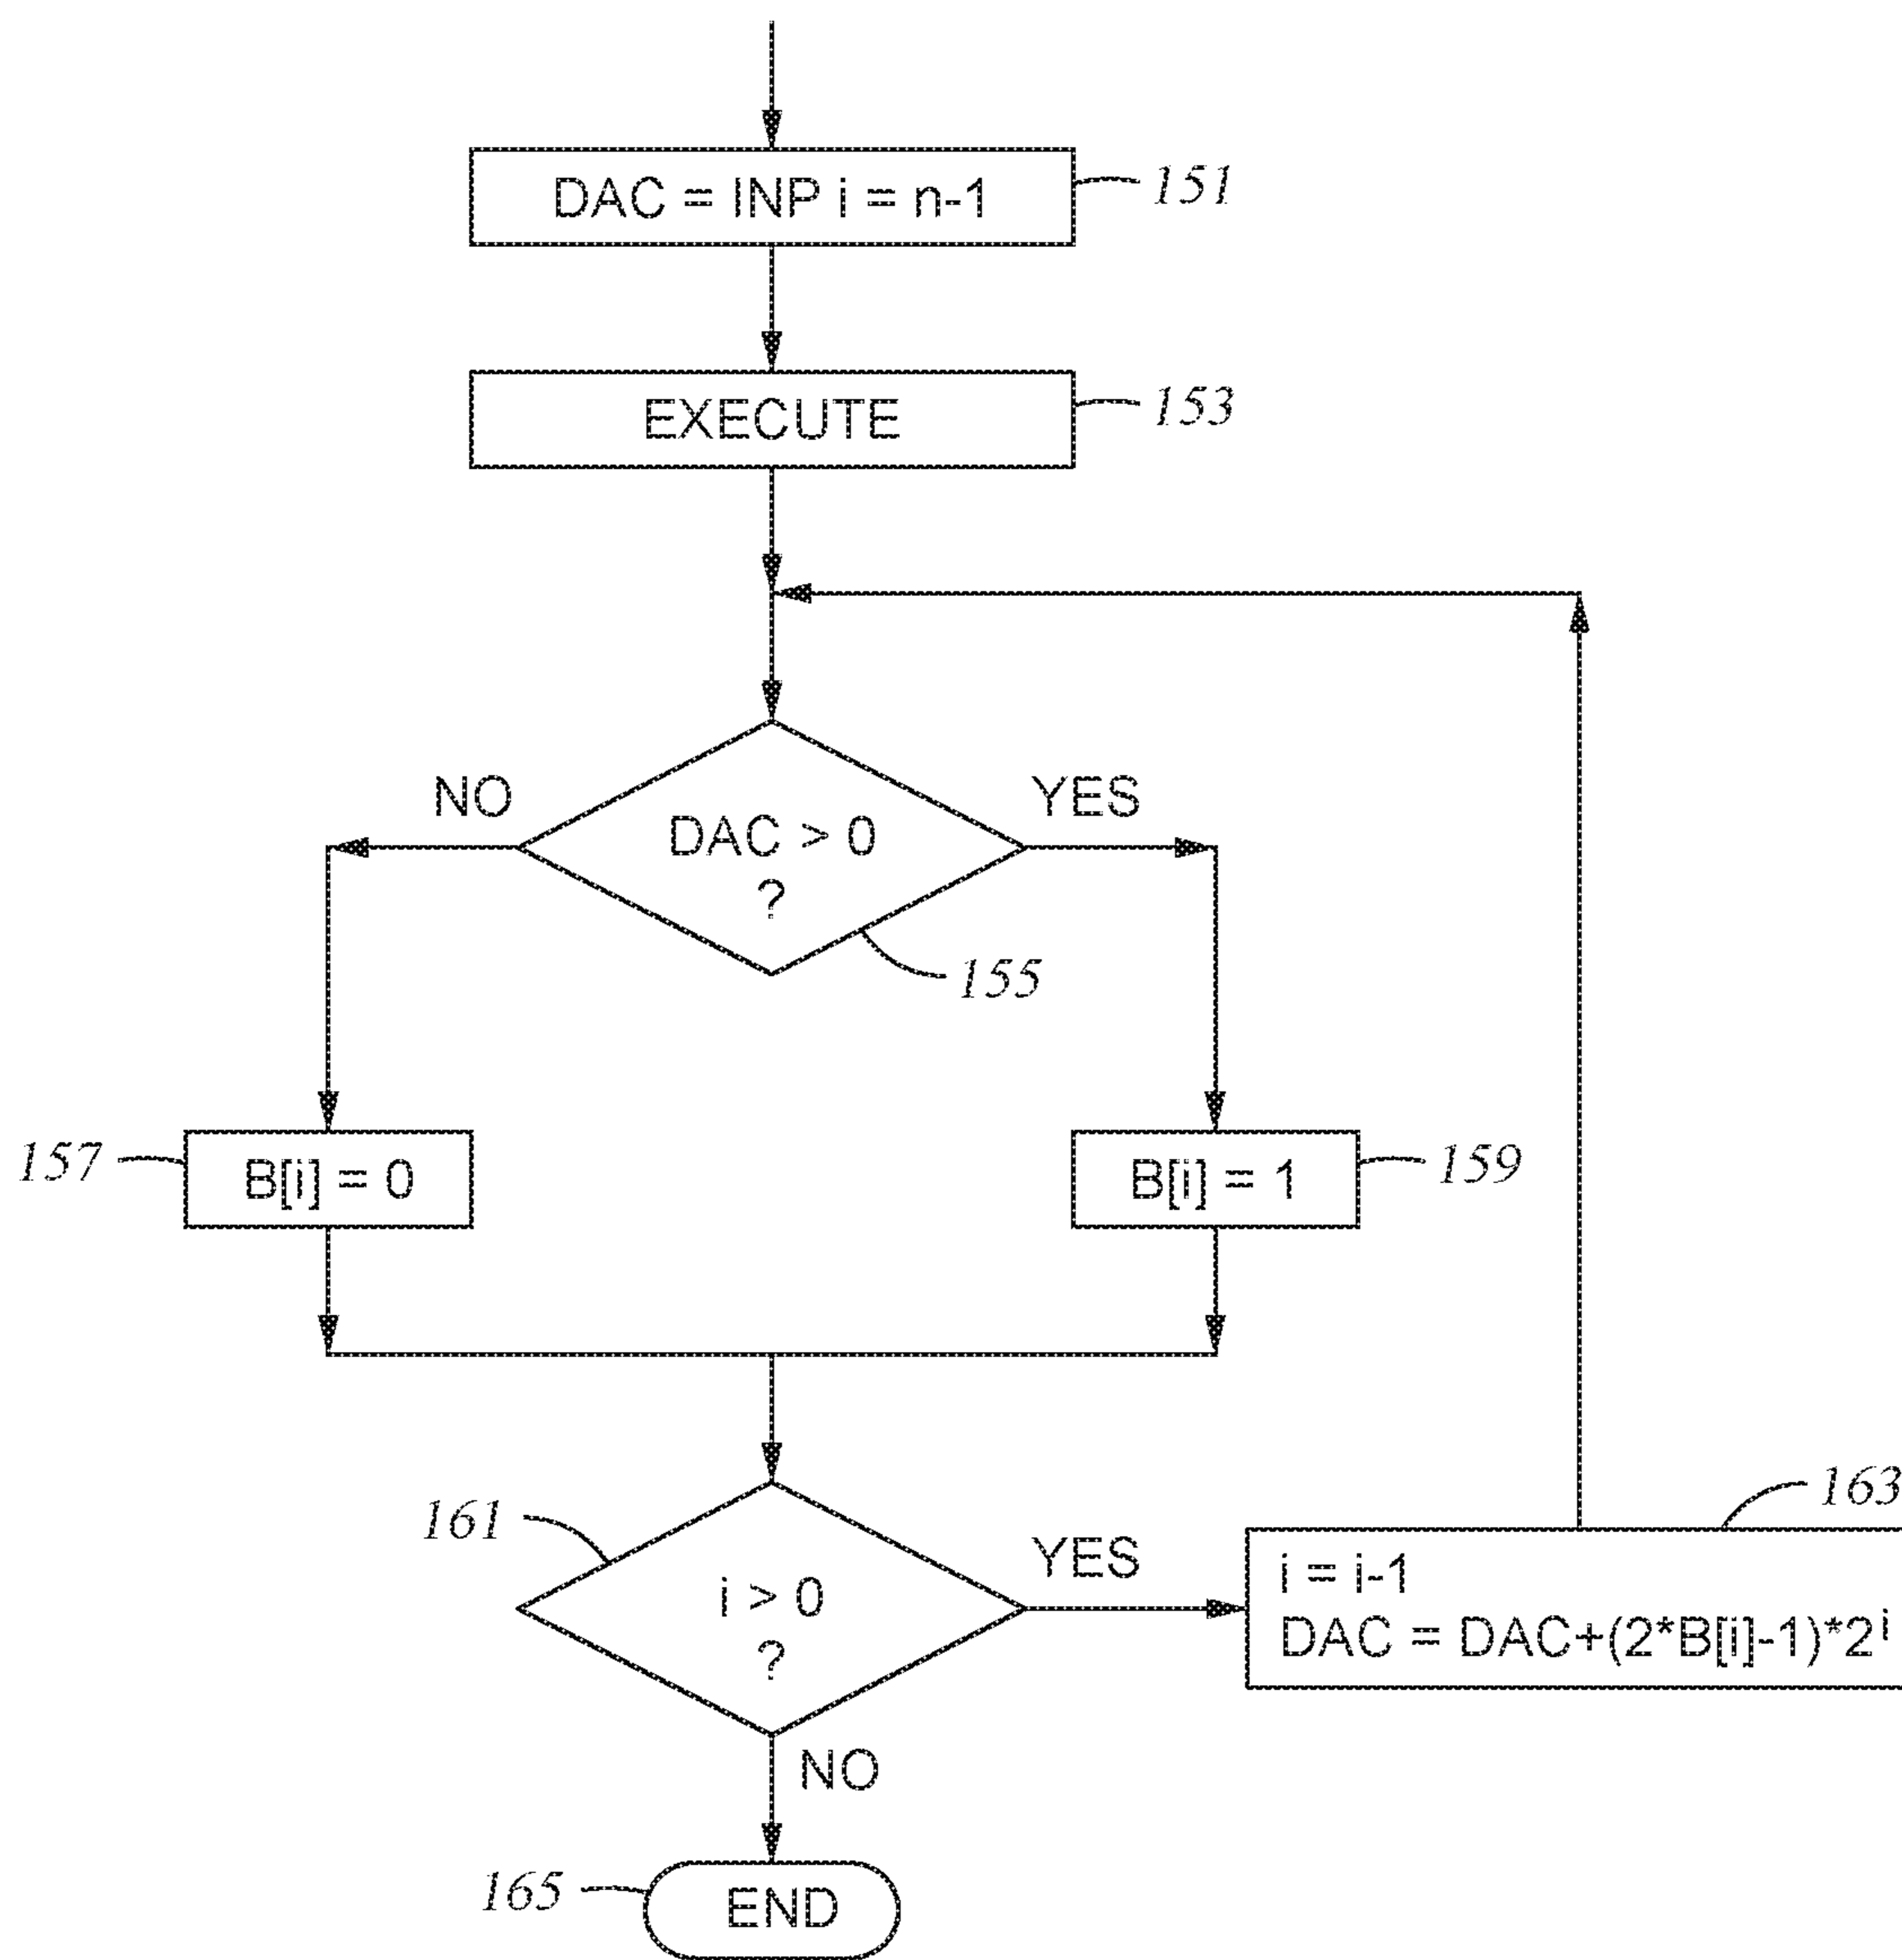 DAC = INP i = n-1
151
EXECUTE
153
NO
YES
DAC > 0
?
155
157
B[i] = 0
B[i] = 1
159
161
i > 0
?
YES
163
i = i-1
DAC = DAC+(2*B[i]-1)*2^i
NO
165
END